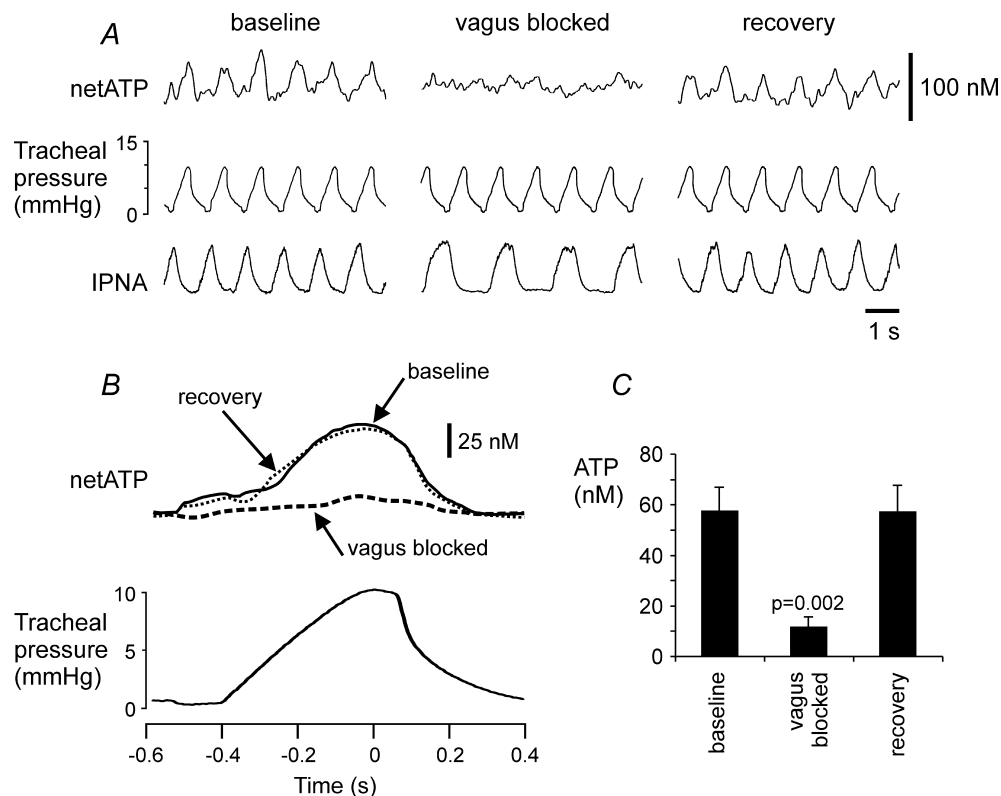 A
baseline
vagus blocked
recovery
netATP
100 nM
Tracheal
pressure
(mmHg)
15
0
IPNA
1 s
B
baseline
recovery
25 nM
netATP
vagus blocked
Tracheal
pressure
(mmHg)
10
5
0
-0.6
-0.4
-0.2
0
0.2
0.4
Time (s)
C
ATP
(nM)
80
60
40
20
0
p=0.002
baseline
vagus
blocked
recovery